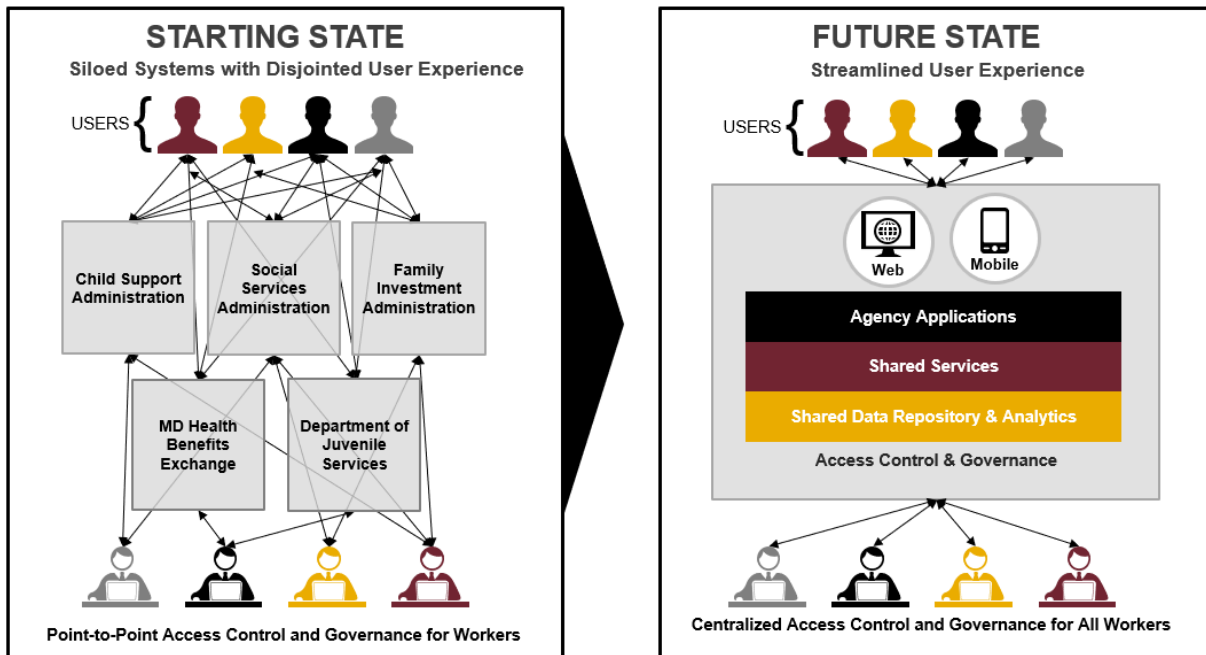 STARTING STATE
Siloed Systems with Disjointed User Experience
USERS
Child Support
Administration
Social
Services
Administration
Family
Investment
Administration
MD Health
Benefits
Exchange
Department of
Juvenile
Services
Point-to-Point Access Control and Governance for Workers
FUTURE STATE
Streamlined User Experience
USERS
Web
Mobile
Agency Applications
Shared Services
Shared Data Repository & Analytics
Access Control & Governance
Centralized Access Control and Governance for All Workers